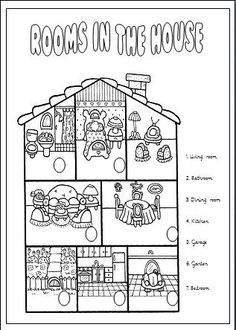 ROOMS IN THE HOUSE
1. Living room
2. Bathroom
3. Dining room
4. Kitchen
5. Garage
6. Garden
7. Bedroom